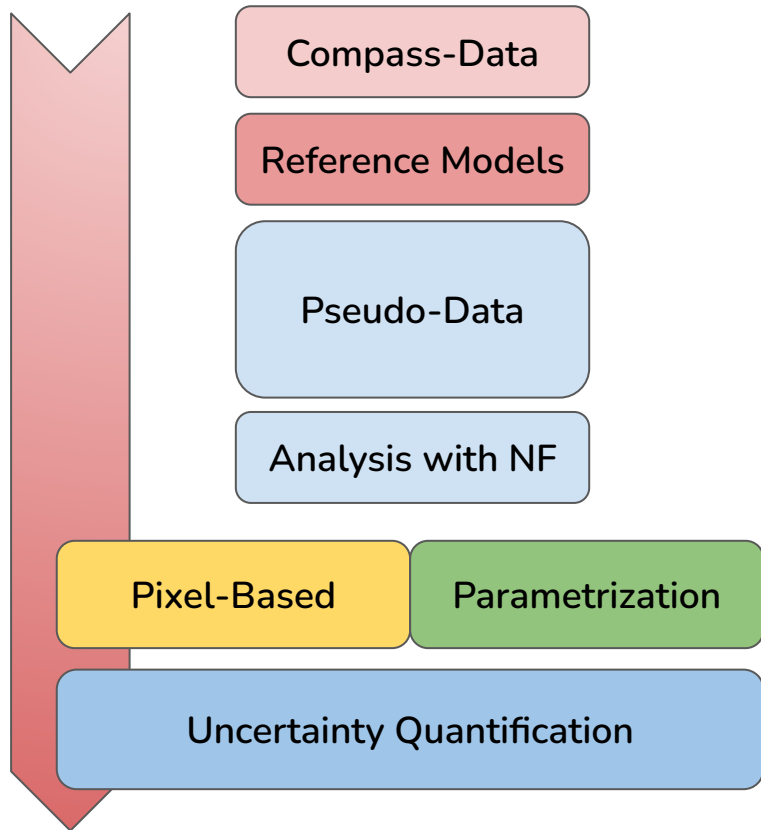 Compass-Data
Reference Models
Pseudo-Data
Analysis with NF
Pixel-Based
Parametrization
Uncertainty Quantification